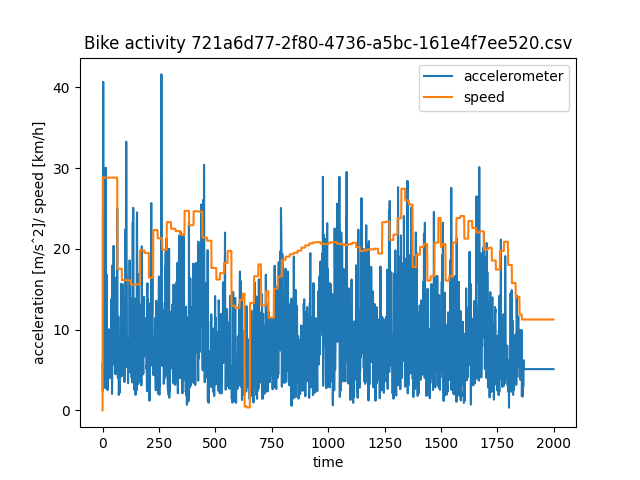 Bike activity 721a6d77-2f80-4736-a5bc-161e4f7ee520.csv
accelerometer
speed
acceleration [m/s^2]/ speed [km/h]
40
30
20
10
0
0 250 500 750 1000 1250 1500 1750 2000
time